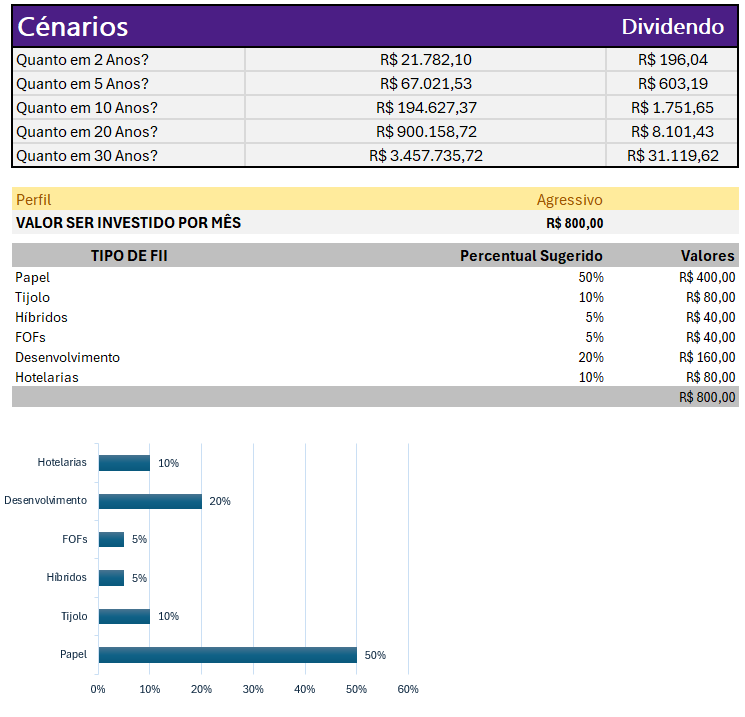 Cénarios Dividendo
Quanto em 2 Anos? R$ 21.782,10 R$ 196,04
Quanto em 5 Anos? R$ 67.021,53 R$ 603,19
Quanto em 10 Anos? R$ 194.627,37 R$ 1.751,65
Quanto em 20 Anos? R$ 900.158,72 R$ 8.101,43
Quanto em 30 Anos? R$ 3.457.735,72 R$ 31.119,62
Perfil Agressivo
VALOR SER INVESTIDO POR MÊS R$ 800,00
TIPO DE FII Percentual Sugerido Valores
Papel 50% R$ 400,00
Tijolo 10% R$ 80,00
Híbridos 5% R$ 40,00
FOFs 5% R$ 40,00
Desenvolvimento 20% R$ 160,00
Hotelarias 10% R$ 80,00
R$ 800,00
Hotelarias 10%
Desenvolvimento 20%
FOFs 5%
Híbridos 5%
Tijolo 10%
Papel 50%
0% 10% 20% 30% 40% 50% 60%